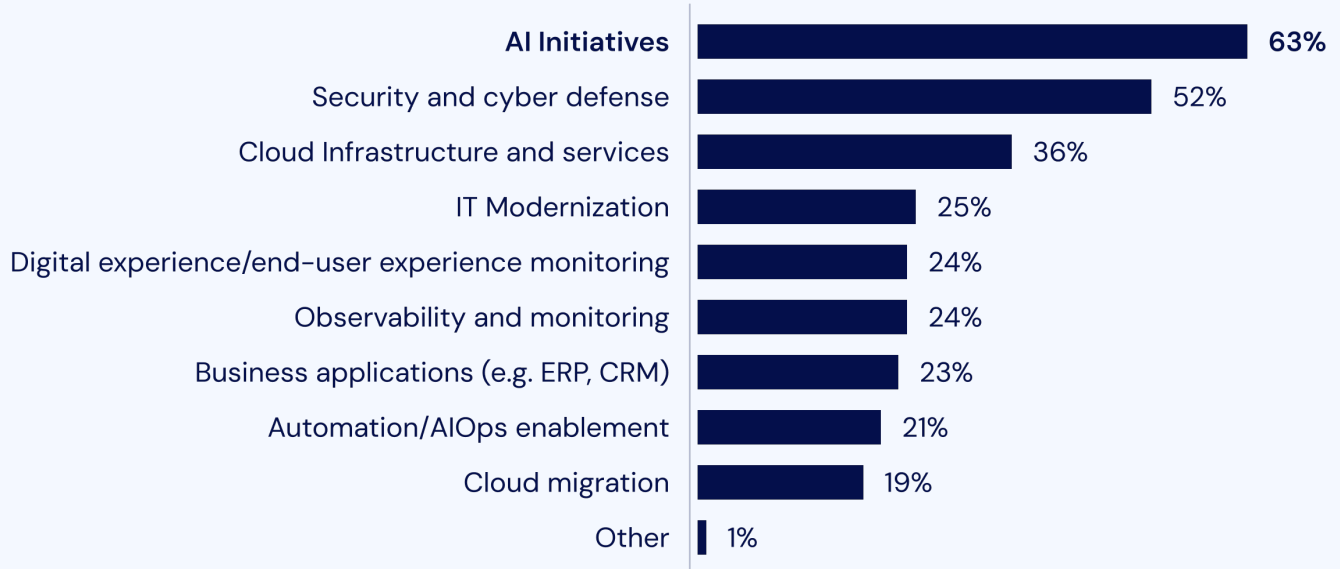 AI Initiatives 63%
Security and cyber defense 52%
Cloud Infrastructure and services 36%
IT Modernization 25%
Digital experience/end-user experience monitoring 24%
Observability and monitoring 24%
Business applications (e.g. ERP, CRM) 23%
Automation/AIOps enablement 21%
Cloud migration 19%
Other 1%